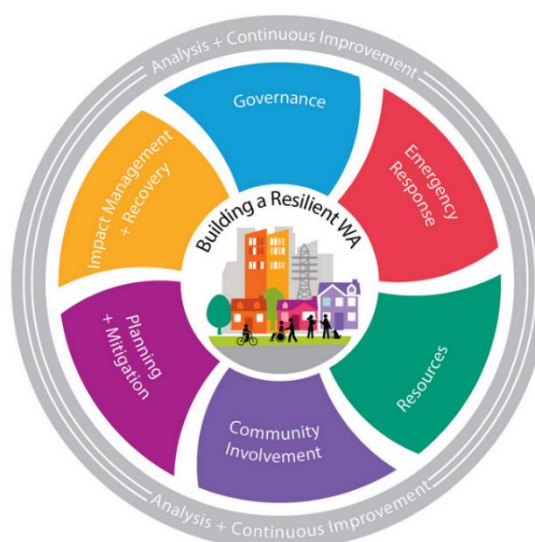 Analysis + Continuous Improvement
Governance
Emergency
Response
Resources
Community
Involvement
Planning
+ Mitigation
Impact Management
+ Recovery
Building a Resilient WA
Analysis + Continuous Improvement